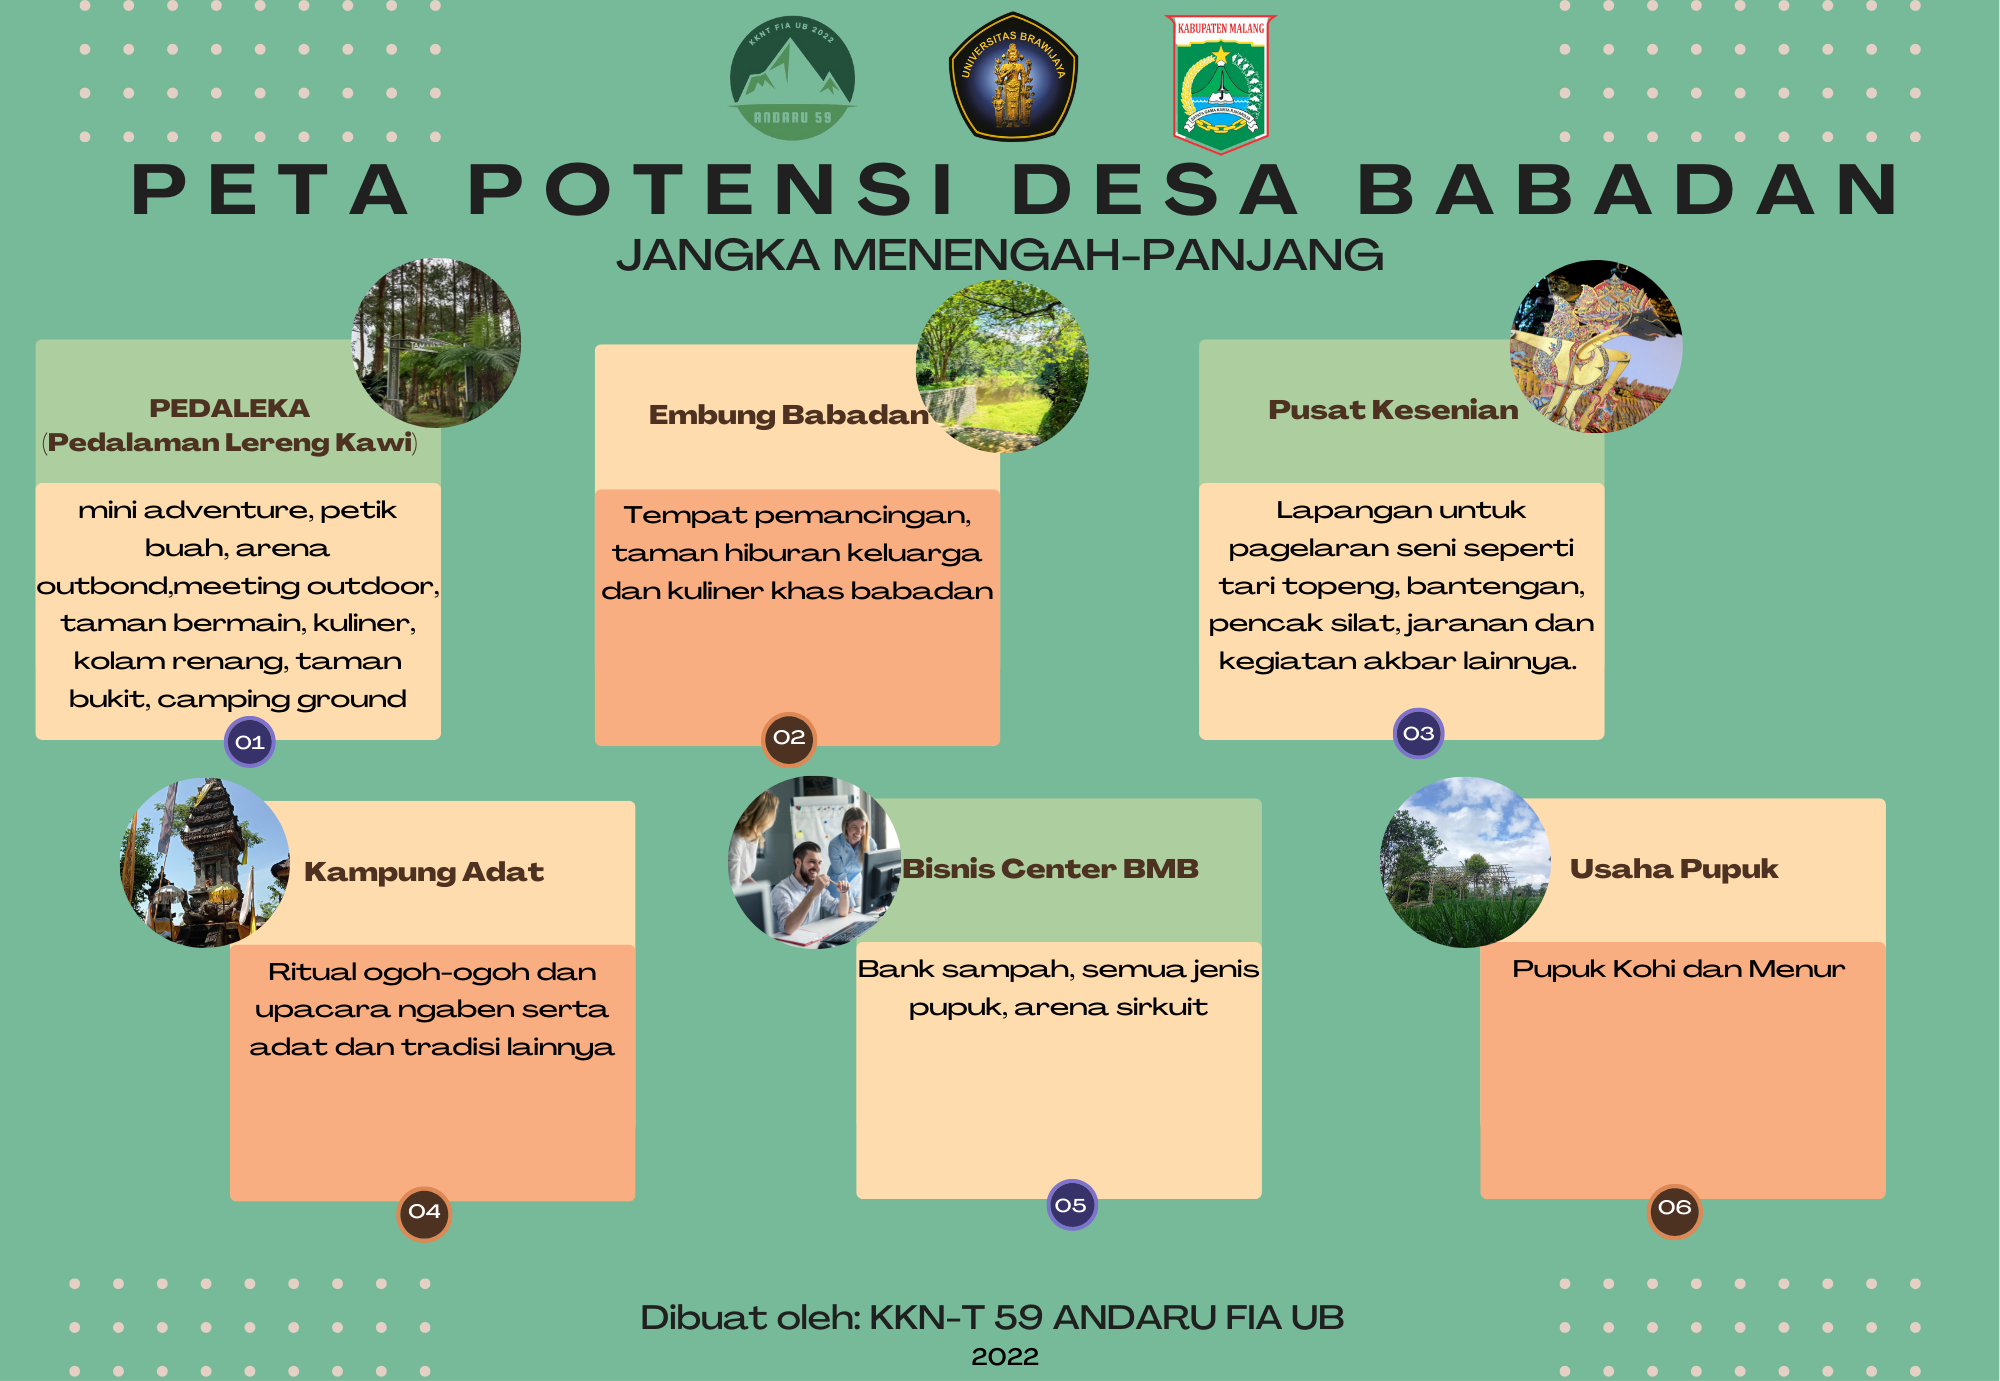 KKNT FIA UB 2022
ANDARU 59
UNIVERSITAS BRAWIJAYA
KABUPATEN MALANG
PETA POTENSI DESA BABADAN
JANGKA MENENGAH-PANJANG
PEDALEKA
(Pedalaman Lereng Kawi)
mini adventure, petik
buah, arena
outbond,meeting outdoor,
taman bermain, kuliner,
kolam renang, taman
bukit, camping ground
01
Embung Babadan
Tempat pemancingan,
taman hiburan keluarga
dan kuliner khas babadan
02
Pusat Kesenian
Lapangan untuk
pagelaran seni seperti
tari topeng, bantengan,
pencak silat, jaranan dan
kegiatan akbar lainnya.
03
Kampung Adat
Ritual ogoh-ogoh dan
upacara ngaben serta
adat dan tradisi lainnya
04
Bisnis Center BMB
Bank sampah, semua jenis
pupuk, arena sirkuit
05
Usaha Pupuk
Pupuk Kohi dan Menur
06
Dibuat oleh: KKN-T 59 ANDARU FIA UB
2022